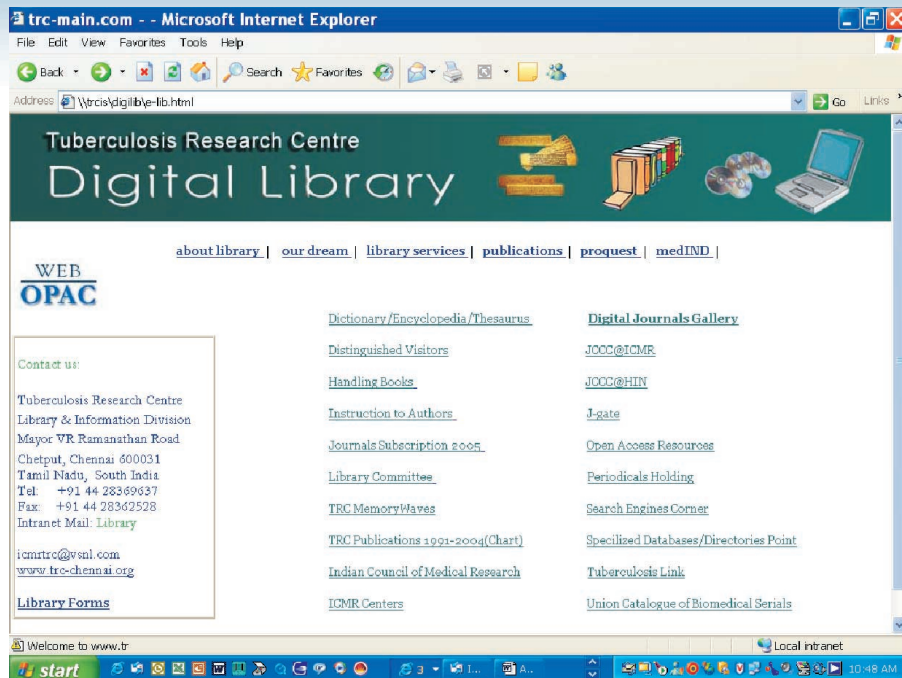 trc-main.com - - Microsoft Internet Explorer
File Edit View Favorites Tools Help
Back Search Favorites
Address \\trcis\digilib\e-lib.html Go Links
Tuberculosis Research Centre
Digital Library
about library | our dream | library services | publications | proquest | medIND |
WEB
OPAC
Contact us:
Tuberculosis Research Centre
Library & Information Division
Mayor VR Ramanathan Road
Chetput, Chennai 600031
Tamil Nadu, South India
Tel: +91 44 28369637
Fax: +91 44 28362528
Intranet Mail: Library
icmrtrc@vsnl.com
www.trc-chennai.org
Library Forms
Dictionary/Encyclopedia/Thesaurus
Distinguished Visitors
Handling Books
Instruction to Authors
Journals Subscription 2005
Library Committee
TRC MemoryWaves
TRC Publications 1991-2004(Chart)
Indian Council of Medical Research
ICMR Centers
Digital Journals Gallery
JCCC@ICMR
JCCC@HIN
J-gate
Open Access Resources
Periodicals Holding
Search Engines Corner
Specilized Databases/Directories Point
Tuberculosis Link
Union Catalogue of Biomedical Serials
Welcome to www.tr Local intranet
start 3 I... A... 10:48 AM